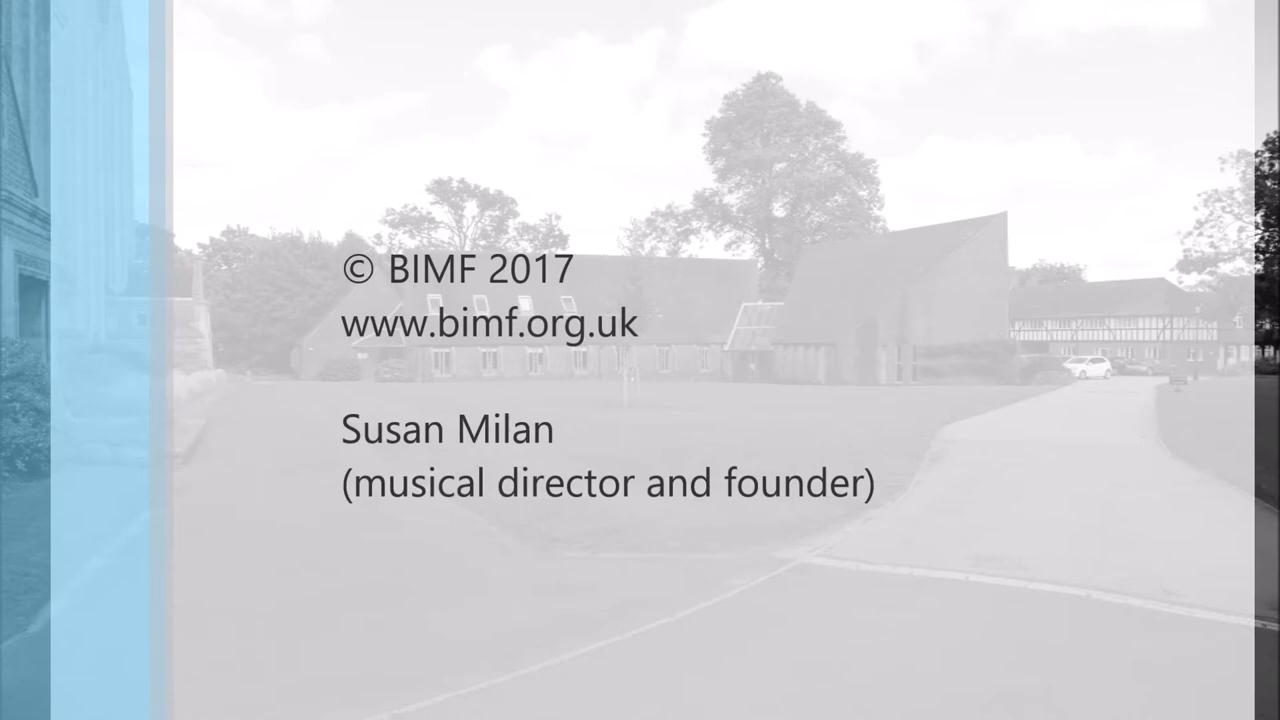 © BIMF 2017
www.bimf.org.uk
Susan Milan
(musical director and founder)